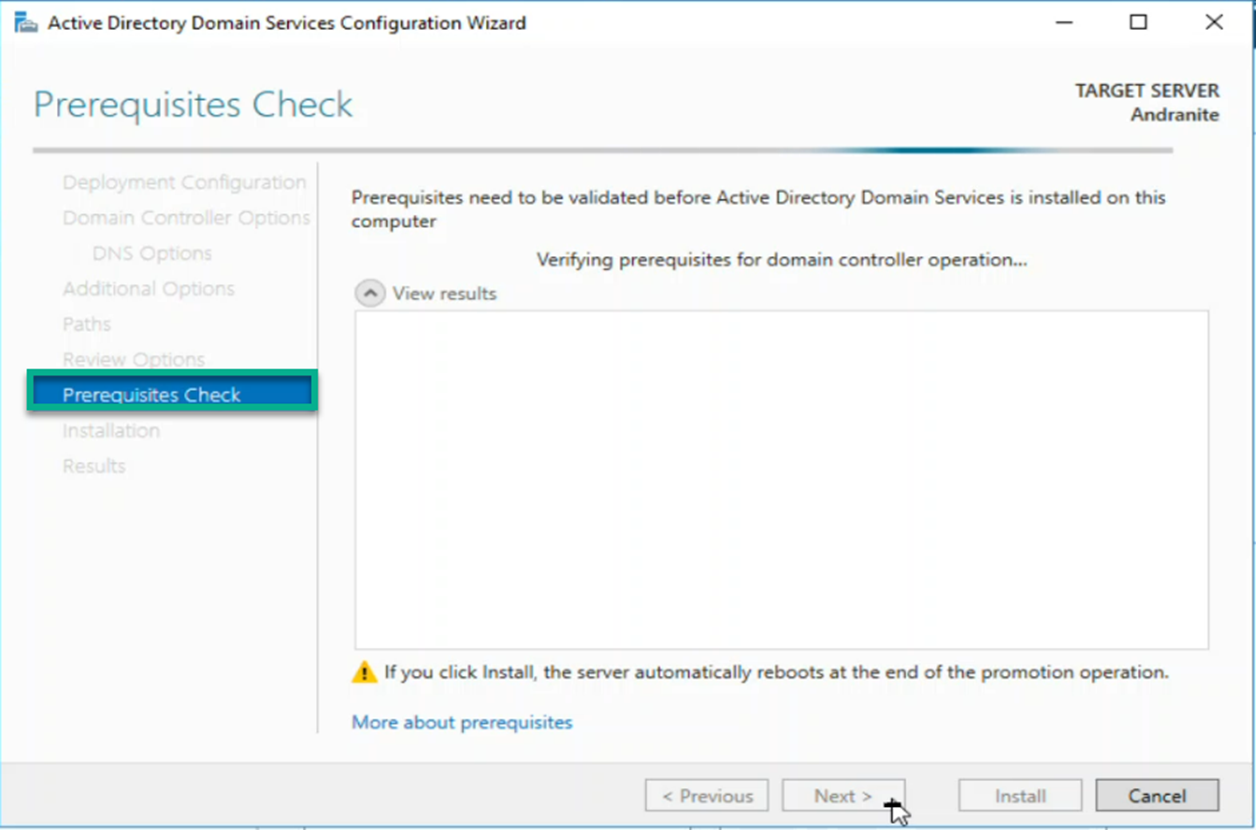 Active Directory Domain Services Configuration Wizard
Prerequisites Check
TARGET SERVER
Andranite
Deployment Configuration
Domain Controller Options
DNS Options
Additional Options
Paths
Review Options
Prerequisites Check
Installation
Results
Prerequisites need to be validated before Active Directory Domain Services is installed on this
computer
Verifying prerequisites for domain controller operation...
View results
If you click Install, the server automatically reboots at the end of the promotion operation.
More about prerequisites
< Previous
Next >
Install
Cancel